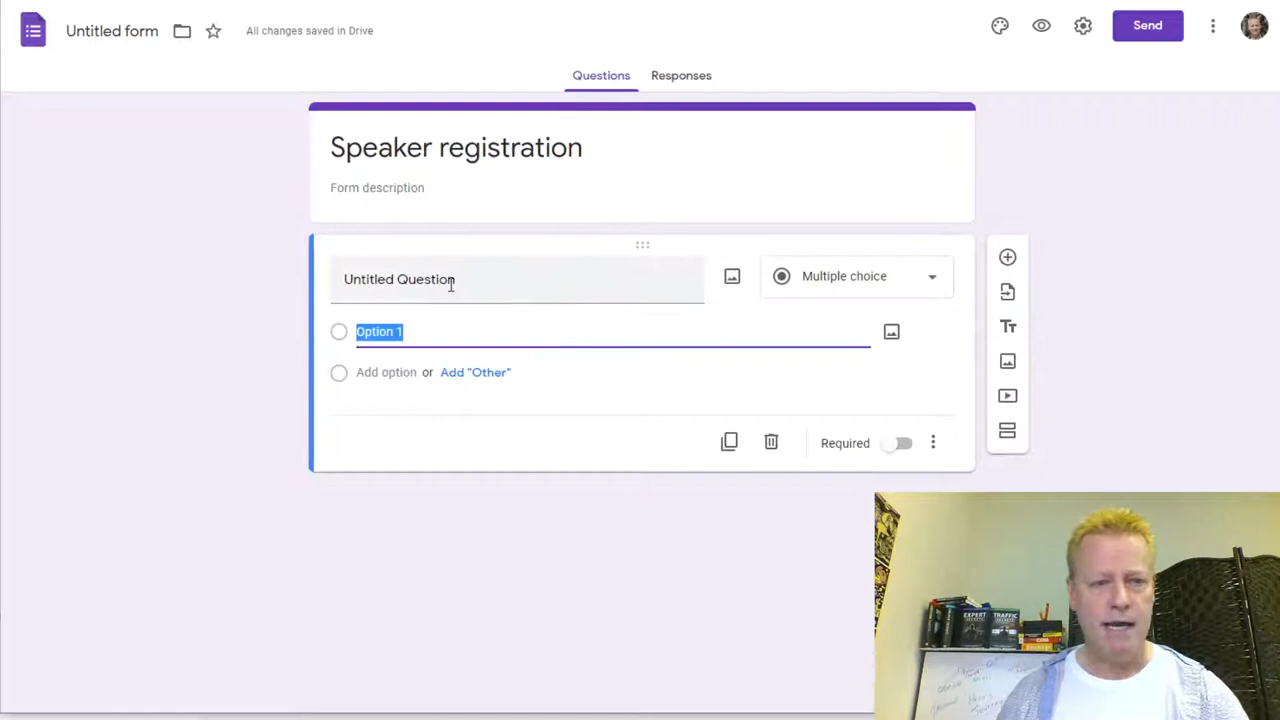 Untitled form
All changes saved in Drive
Send
Questions
Responses
Speaker registration
Form description
Untitled Question
Multiple choice
Option 1
Add option or Add "Other"
Required
EXPERT
TRAFFIC